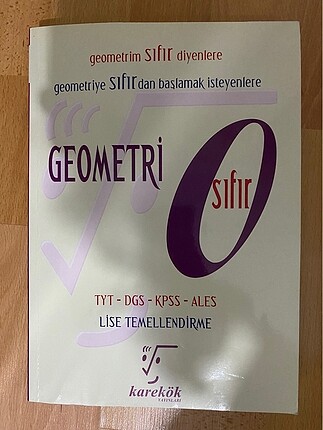 geometrim sıfır diyenlere
geometriye sıfırdan başlamak isteyenlere
GEOMETRİ
0
sıfır
TYT - DGS - KPSS - ALES
LİSE TEMELLENDİRME
karekök
YAYINLARI